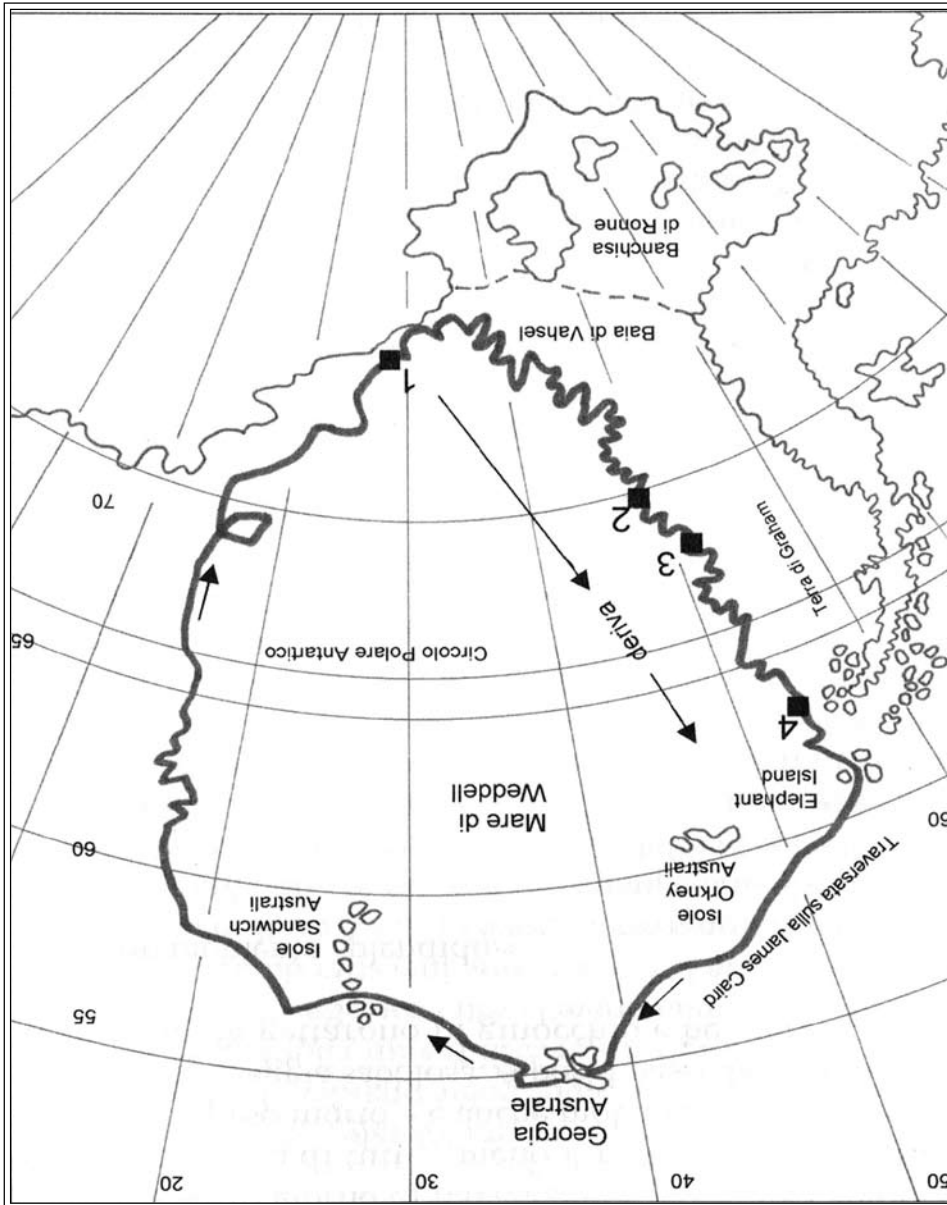 50
40
30
20
Georgia
Australe
55
Traversata sulla James Caird
Isole
Sandwich
Australi
Isole
Orkney
Australi
60
60
Elephant
Island
Mare di
Weddell
4
Circolo Polare Antartico
65
deriva
Terra di Graham
3
2
70
1
Baia di Vahsel
Banchisa
di Ronne